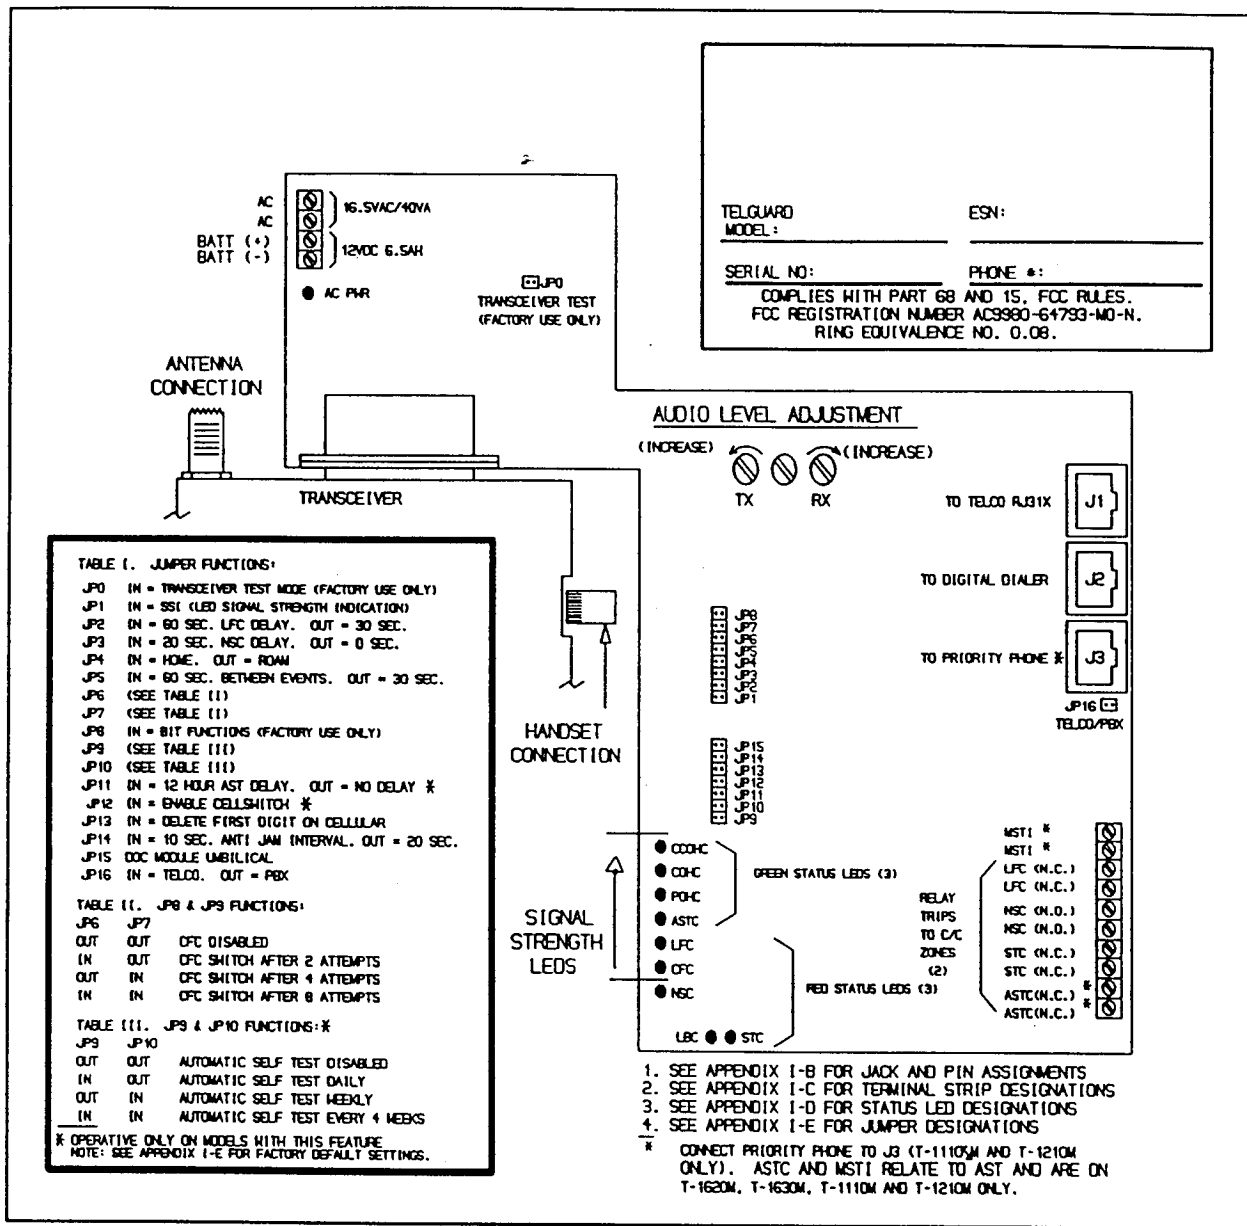 TELGUARD
MODEL:
ESN:
SERIAL NO:
PHONE #:
COMPLIES WITH PART 68 AND 15, FCC RULES.
FCC REGISTRATION NUMBER AC9980-64793-MO-N.
RING EQUIVALENCE NO. 0.08.
AC
AC
BATT (+)
BATT (-)
16.5VAC/40VA
12VDC 6.5AH
AC PWR
JP0
TRANSCEIVER TEST
(FACTORY USE ONLY)
ANTENNA
CONNECTION
TRANSCEIVER
AUDIO LEVEL ADJUSTMENT
(INCREASE)
(INCREASE)
TX
RX
TO TELCO RJ31X
J1
TO DIGITAL DIALER
J2
TO PRIORITY PHONE *
J3
JP16
TELCO/PBX
JP8
JP7
JP6
JP5
JP4
JP3
JP2
JP1
JP15
JP14
JP13
JP12
JP11
JP10
JP9
HANDSET
CONNECTION
SIGNAL
STRENGTH
LEDS
CCOHC
COHC
POHC
ASTC
LFC
CFC
NSC
LBC
STC
GREEN STATUS LEDS (3)
RED STATUS LEDS (3)
RELAY
TRIPS
TO C/C
ZONES
(2)
MSTI *
MSTI *
LFC (N.C.)
LFC (N.C.)
NSC (N.O.)
NSC (N.O.)
STC (N.C.)
STC (N.C.)
ASTC(N.C.) *
ASTC(N.C.) *
TABLE I. JUMPER FUNCTIONS:
JP0 IN = TRANSCEIVER TEST MODE (FACTORY USE ONLY)
JP1 IN = SSI (LED SIGNAL STRENGTH INDICATION)
JP2 IN = 60 SEC. LFC DELAY. OUT = 30 SEC.
JP3 IN = 20 SEC. NSC DELAY. OUT = 0 SEC.
JP4 IN = HOME. OUT = ROAM
JP5 IN = 60 SEC. BETWEEN EVENTS. OUT = 30 SEC.
JP6 (SEE TABLE II)
JP7 (SEE TABLE II)
JP8 IN = BIT FUNCTIONS (FACTORY USE ONLY)
JP9 (SEE TABLE III)
JP10 (SEE TABLE III)
JP11 IN = 12 HOUR AST DELAY. OUT = NO DELAY *
JP12 IN = ENABLE CELLSWITCH *
JP13 IN = DELETE FIRST DIGIT ON CELLULAR
JP14 IN = 10 SEC. ANTI JAM INTERVAL. OUT = 20 SEC.
JP15 DOC MODULE UMBILICAL
JP16 IN = TELCO. OUT = PBX
TABLE II. JP8 & JP9 FUNCTIONS:
JP6 JP7
OUT OUT CFC DISABLED
IN OUT CFC SWITCH AFTER 2 ATTEMPTS
OUT IN CFC SWITCH AFTER 4 ATTEMPTS
IN IN CFC SWITCH AFTER 8 ATTEMPTS
TABLE III. JP9 & JP10 FUNCTIONS:*
JP9 JP10
OUT OUT AUTOMATIC SELF TEST DISABLED
IN OUT AUTOMATIC SELF TEST DAILY
OUT IN AUTOMATIC SELF TEST WEEKLY
IN IN AUTOMATIC SELF TEST EVERY 4 WEEKS
* OPERATIVE ONLY ON MODELS WITH THIS FEATURE
NOTE: SEE APPENDIX I-E FOR FACTORY DEFAULT SETTINGS.
1. SEE APPENDIX I-B FOR JACK AND PIN ASSIGNMENTS
2. SEE APPENDIX I-C FOR TERMINAL STRIP DESIGNATIONS
3. SEE APPENDIX I-D FOR STATUS LED DESIGNATIONS
4. SEE APPENDIX I-E FOR JUMPER DESIGNATIONS
* CONNECT PRIORITY PHONE TO J3 (T-1110M AND T-1210M
ONLY). ASTC AND MSTI RELATE TO AST AND ARE ON
T-1620M, T-1630M, T-1110M AND T-1210M ONLY.